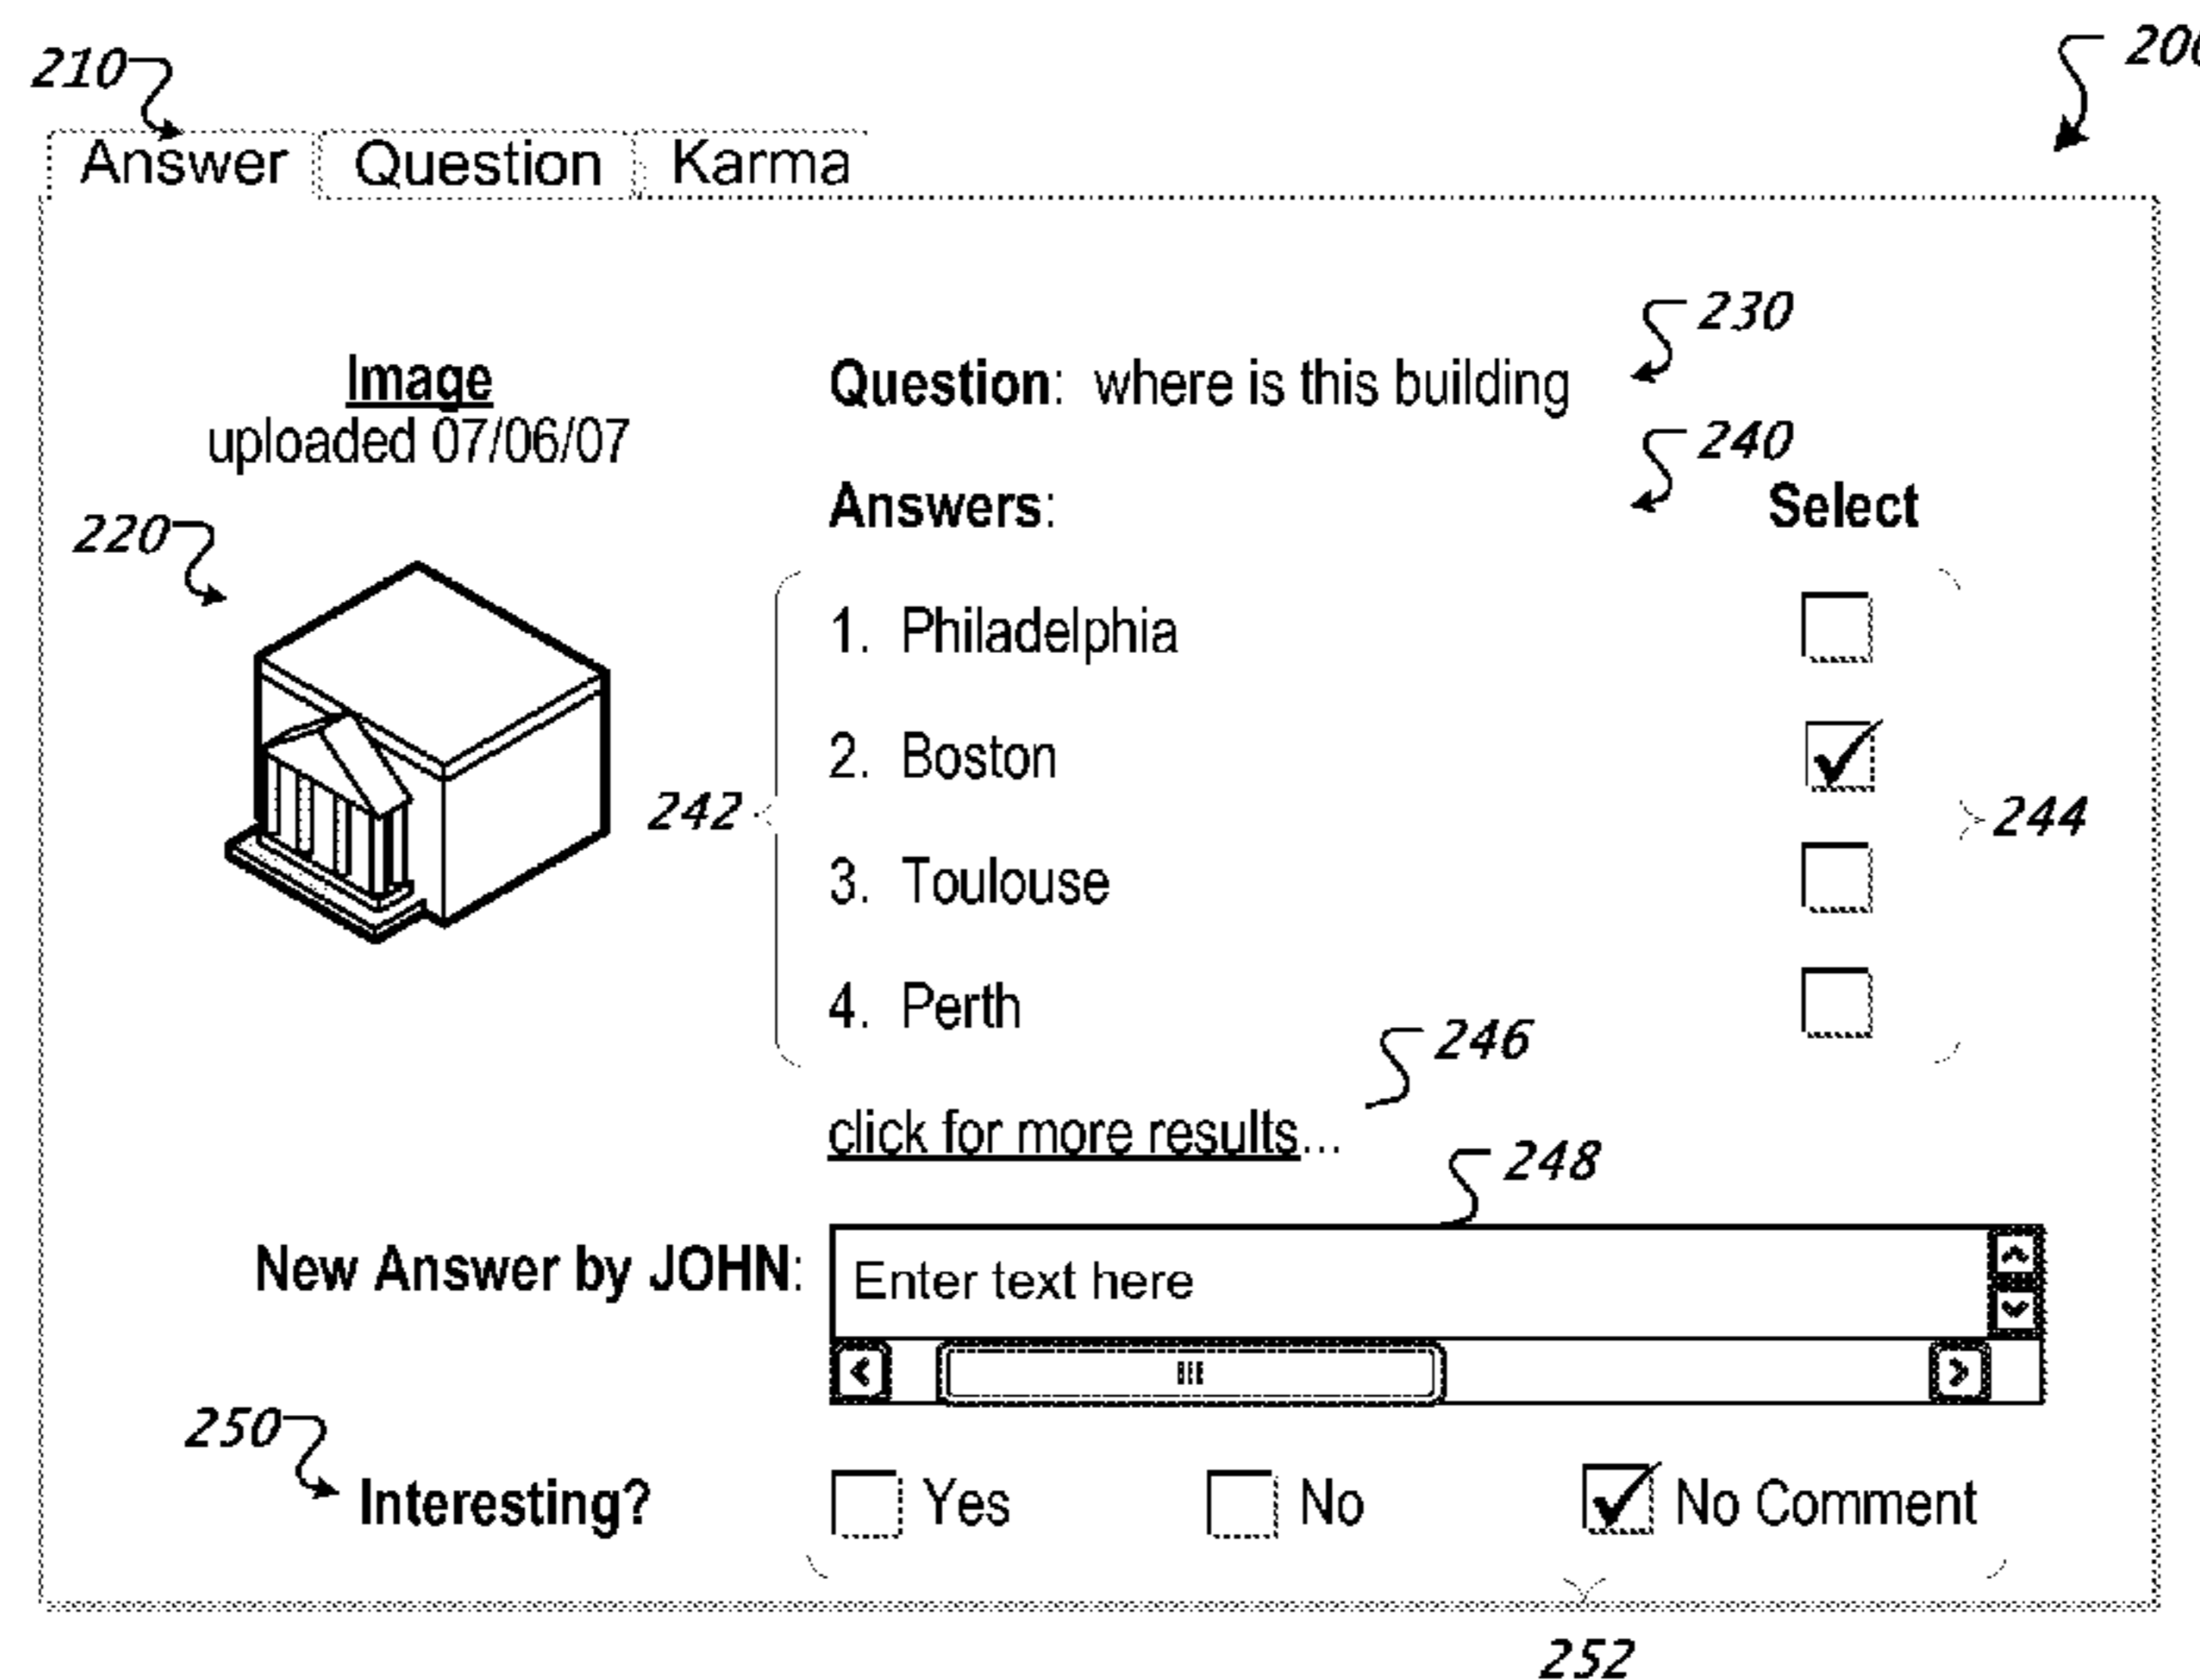 210
200
Answer Question Karma
230
Image
uploaded 07/06/07
Question: where is this building
240
Answers: Select
220
1. Philadelphia
2. Boston
242
244
3. Toulouse
4. Perth
246
click for more results...
248
New Answer by JOHN: Enter text here
250
Interesting? Yes No No Comment
252